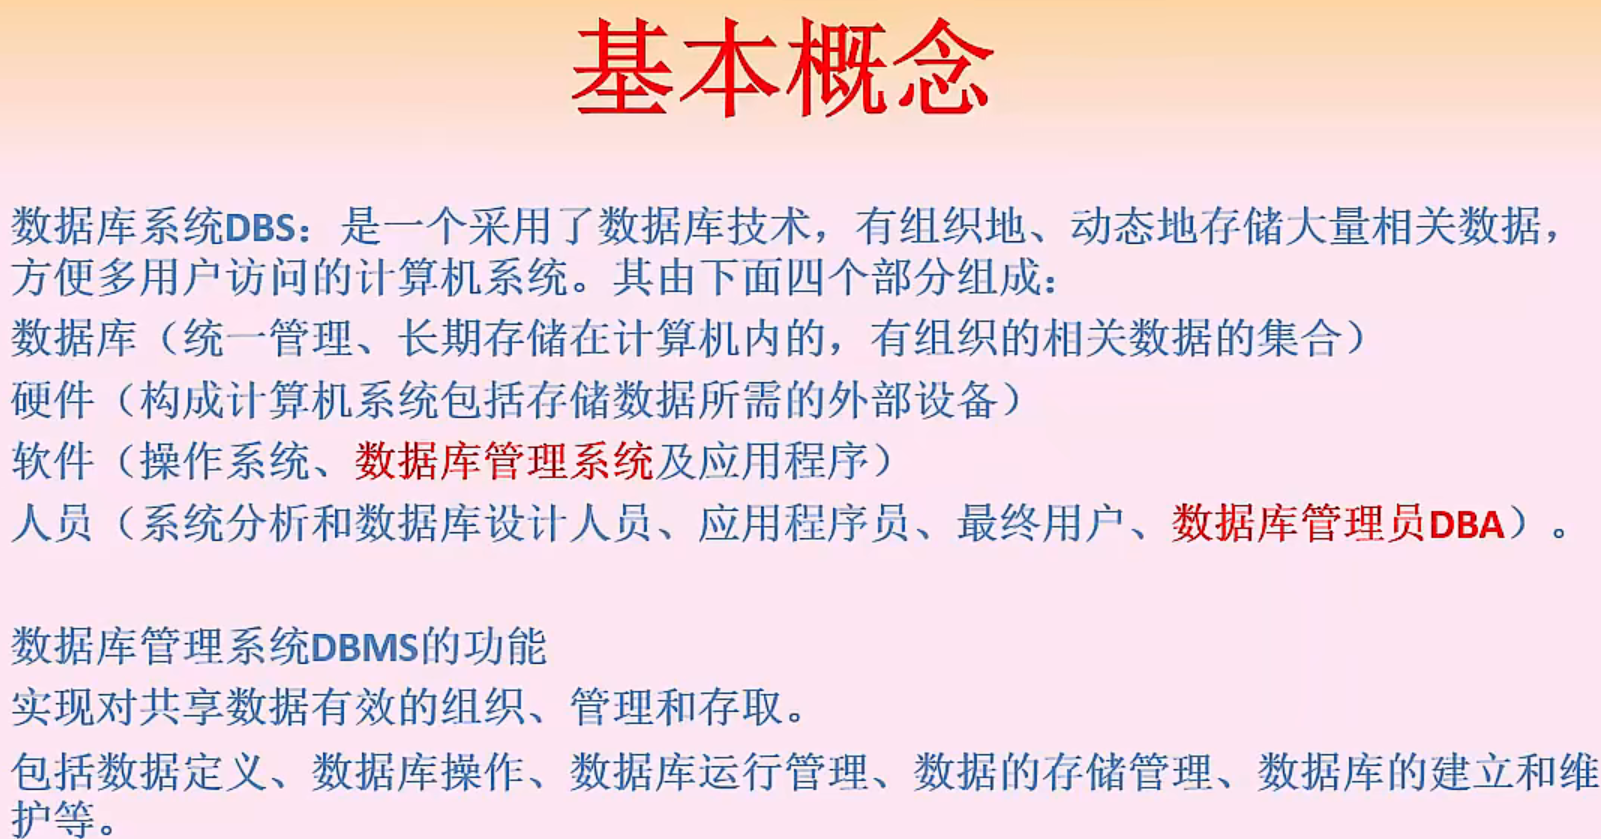 基本概念
数据库系统DBS：是一个采用了数据库技术，有组织地、动态地存储大量相关数据，
方便多用户访问的计算机系统。其由下面四个部分组成：
数据库（统一管理、长期存储在计算机内的，有组织的相关数据的集合）
硬件（构成计算机系统包括存储数据所需的外部设备）
软件（操作系统、数据库管理系统及应用程序）
人员（系统分析和数据库设计人员、应用程序员、最终用户、数据库管理员DBA）。
数据库管理系统DBMS的功能
实现对共享数据有效的组织、管理和存取。
包括数据定义、数据库操作、数据库运行管理、数据的存储管理、数据库的建立和维
护等。